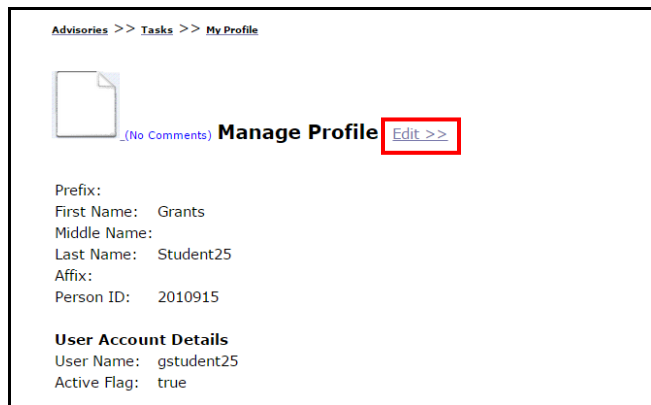 Advisories >> Tasks >> My Profile
(No Comments) Manage Profile Edit >>
Prefix:
First Name: Grants
Middle Name:
Last Name: Student25
Affix:
Person ID: 2010915
User Account Details
User Name: gstudent25
Active Flag: true